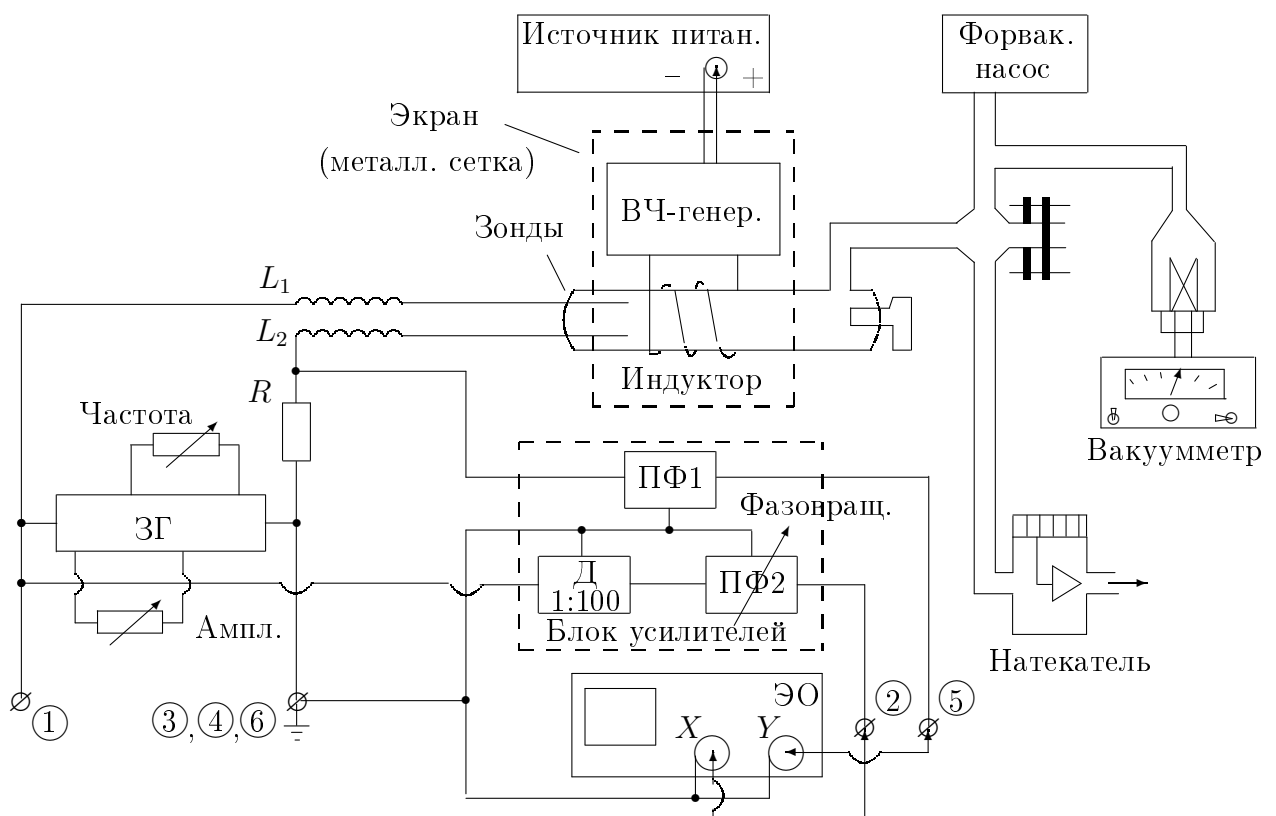 Источник питан.
− +
Форвак.
насос
Экран
(металл. сетка)
ВЧ-генер.
Зонды
L1
L2
Индуктор
R
Частота
Вакуумметр
ПФ1
Фазовращ.
ЗГ
Д
1:100
ПФ2
Ампл.
Блок усилителей
Натекатель
ЭО
1
3, 4, 6
X
Y
2
5